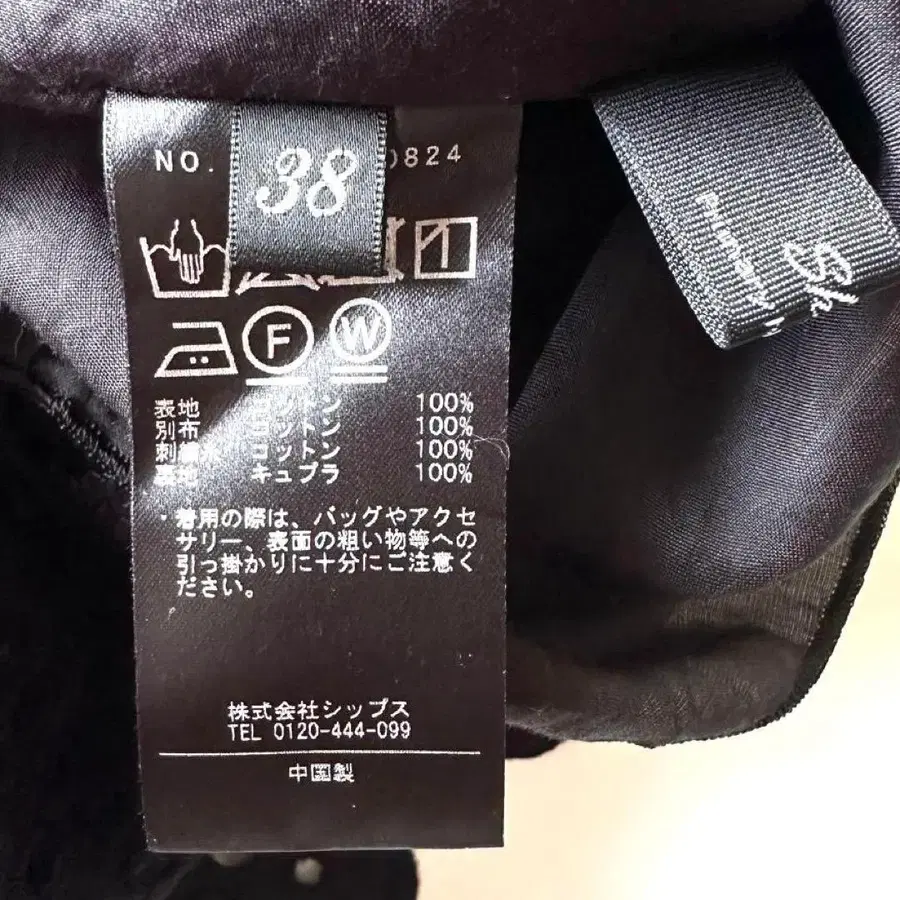 NO.
0824
38
F
W
表地 コットン 100%
別布 コットン 100%
刺繍糸 コットン 100%
裏地 キュプラ 100%
・着用の際は、バッグやアクセ
サリー、表面の粗い物等への
引っ掛かりに十分にご注意く
ださい。
株式会社シップス
TEL 0120-444-099
中国製